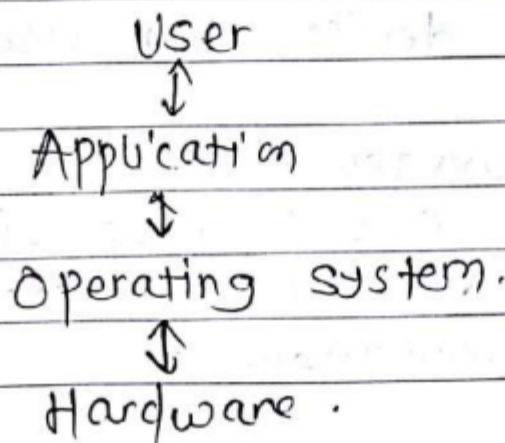 User
↕
Application
↕
Operating system.
↕
Hardware.